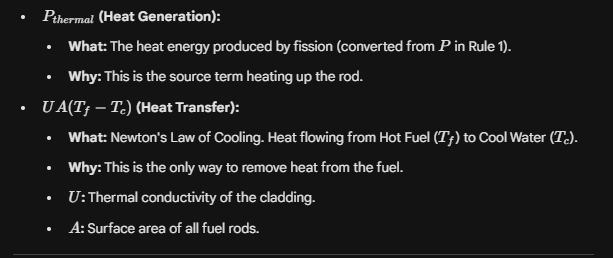 • P_thermal (Heat Generation):
• What: The heat energy produced by fission (converted from P in Rule 1).
• Why: This is the source term heating up the rod.
• UA(T_f − T_c) (Heat Transfer):
• What: Newton's Law of Cooling. Heat flowing from Hot Fuel (T_f) to Cool Water (T_c).
• Why: This is the only way to remove heat from the fuel.
• U: Thermal conductivity of the cladding.
• A: Surface area of all fuel rods.